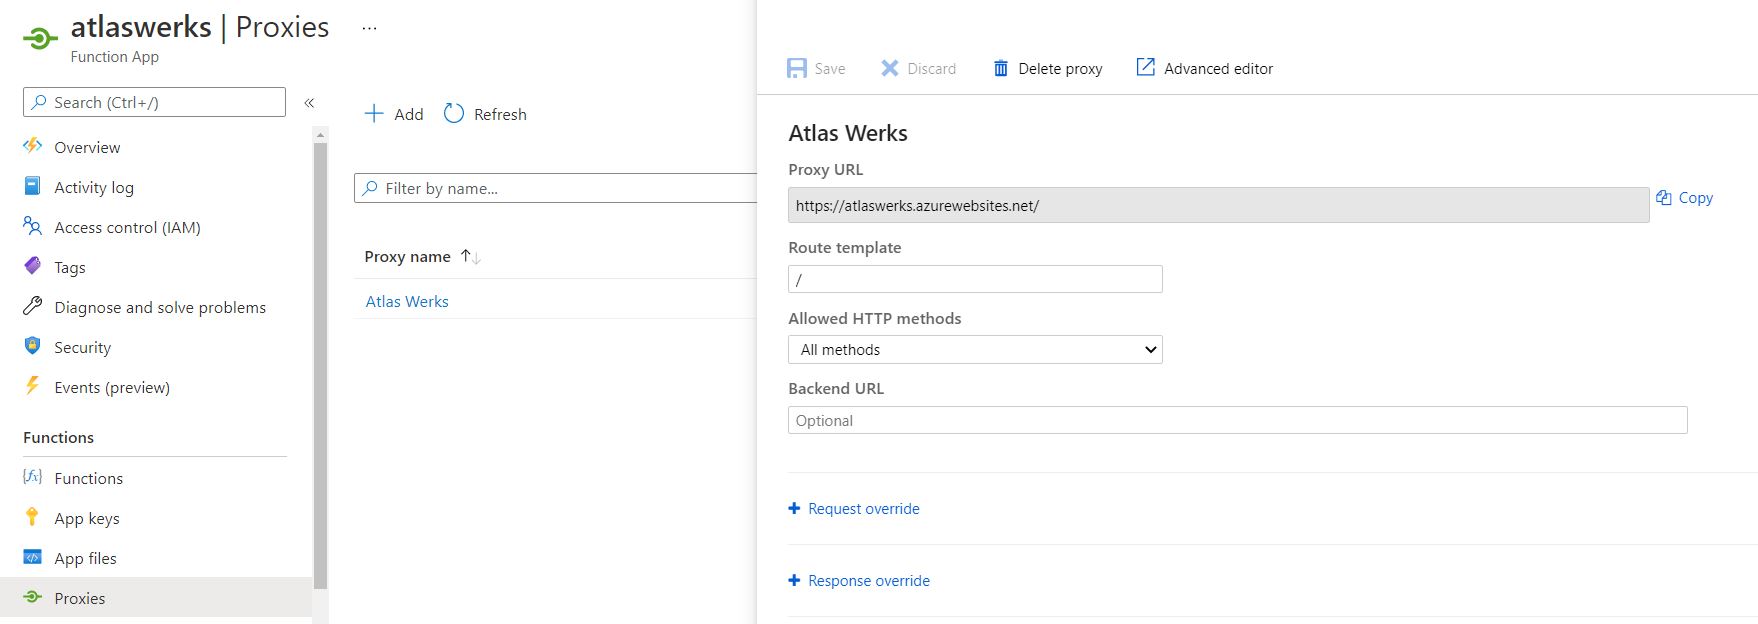 atlaswerks | Proxies ...
Function App
Search (Ctrl+/)
«
Overview
Activity log
Access control (IAM)
Tags
Diagnose and solve problems
Security
Events (preview)
Functions
Functions
App keys
App files
Proxies
Add Refresh
Filter by name...
Proxy name ↑↓
Atlas Werks
Save Discard Delete proxy Advanced editor
Atlas Werks
Proxy URL
https://atlaswerks.azurewebsites.net/ Copy
Route template
/
Allowed HTTP methods
All methods
Backend URL
Optional
Request override
Response override